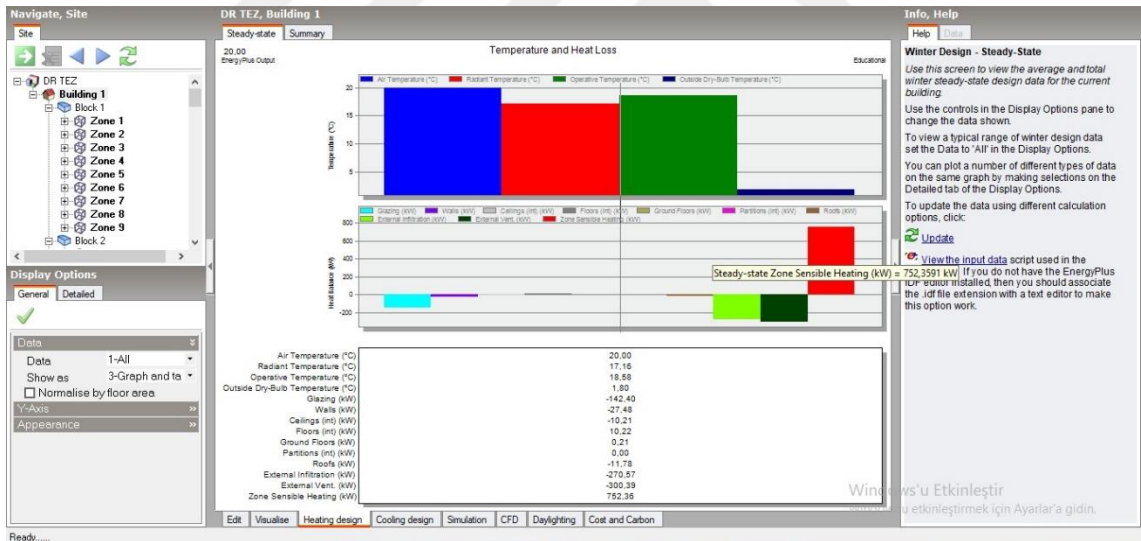 Navigate, Site
Site
DR TEZ
Building 1
Block 1
Zone 1
Zone 2
Zone 3
Zone 4
Zone 5
Zone 6
Zone 7
Zone 8
Zone 9
Block 2
Display Options
General Detailed
Data
Data 1-All
Show as 3-Graph and ta
Normalise by floor area
Y-Axis
Appearance
DR TEZ, Building 1
Steady-state Summary
20,00
EnergyPlus Output
Temperature and Heat Loss
Educational
Air Temperature (°C) Radiant Temperature (°C) Operative Temperature (°C) Outside Dry-Bulb Temperature (°C)
Temperature (°C)
20
15
10
5
Glazing (kW) Walls (kW) Ceilings (int) (kW) Floors (int) (kW) Ground Floors (kW) Partitions (int) (kW) Roofs (kW)
External Infiltration (kW) External Vent. (kW) Zone Sensible Heating (kW)
Heat Balance (kW)
800
600
400
200
0
-200
Steady-state Zone Sensible Heating (kW) = 752,3591 kW
Air Temperature (°C) 20,00
Radiant Temperature (°C) 17,16
Operative Temperature (°C) 18,58
Outside Dry-Bulb Temperature (°C) 1,80
Glazing (kW) -142,40
Walls (kW) -27,48
Ceilings (int) (kW) -10,21
Floors (int) (kW) 10,22
Ground Floors (kW) 0,21
Partitions (int) (kW) 0,00
Roofs (kW) -11,78
External Infiltration (kW) -270,57
External Vent. (kW) -300,39
Zone Sensible Heating (kW) 752,36
Edit Visualise Heating design Cooling design Simulation CFD Daylighting Cost and Carbon
Info, Help
Help Data
Winter Design - Steady-State
Use this screen to view the average and total
winter steady-state design data for the current
building.
Use the controls in the Display Options pane to
change the data shown.
To view a typical range of winter design data
set the Data to 'All' in the Display Options.
You can plot a number of different types of data
on the same graph by making selections on the
Detailed tab of the Display Options.
To update the data using different calculation
options, click:
Update
View the input data script used in the
If you do not have the EnergyPlus
IDF editor installed, then you should associate
the .idf file extension with a text editor to make
this option work.
Windows'u Etkinleştir
etkinleştirmek için Ayarlar'a gidin.
Ready.....